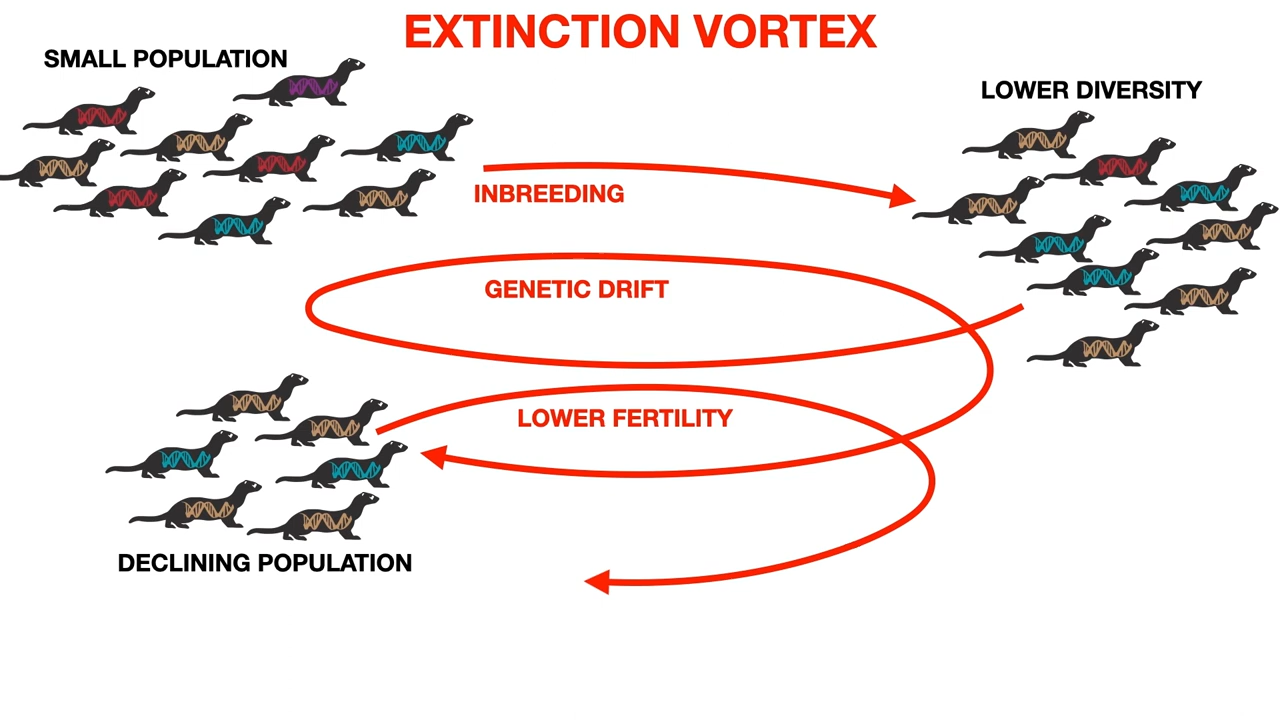 EXTINCTION VORTEX
SMALL POPULATION
LOWER DIVERSITY
INBREEDING
GENETIC DRIFT
LOWER FERTILITY
DECLINING POPULATION